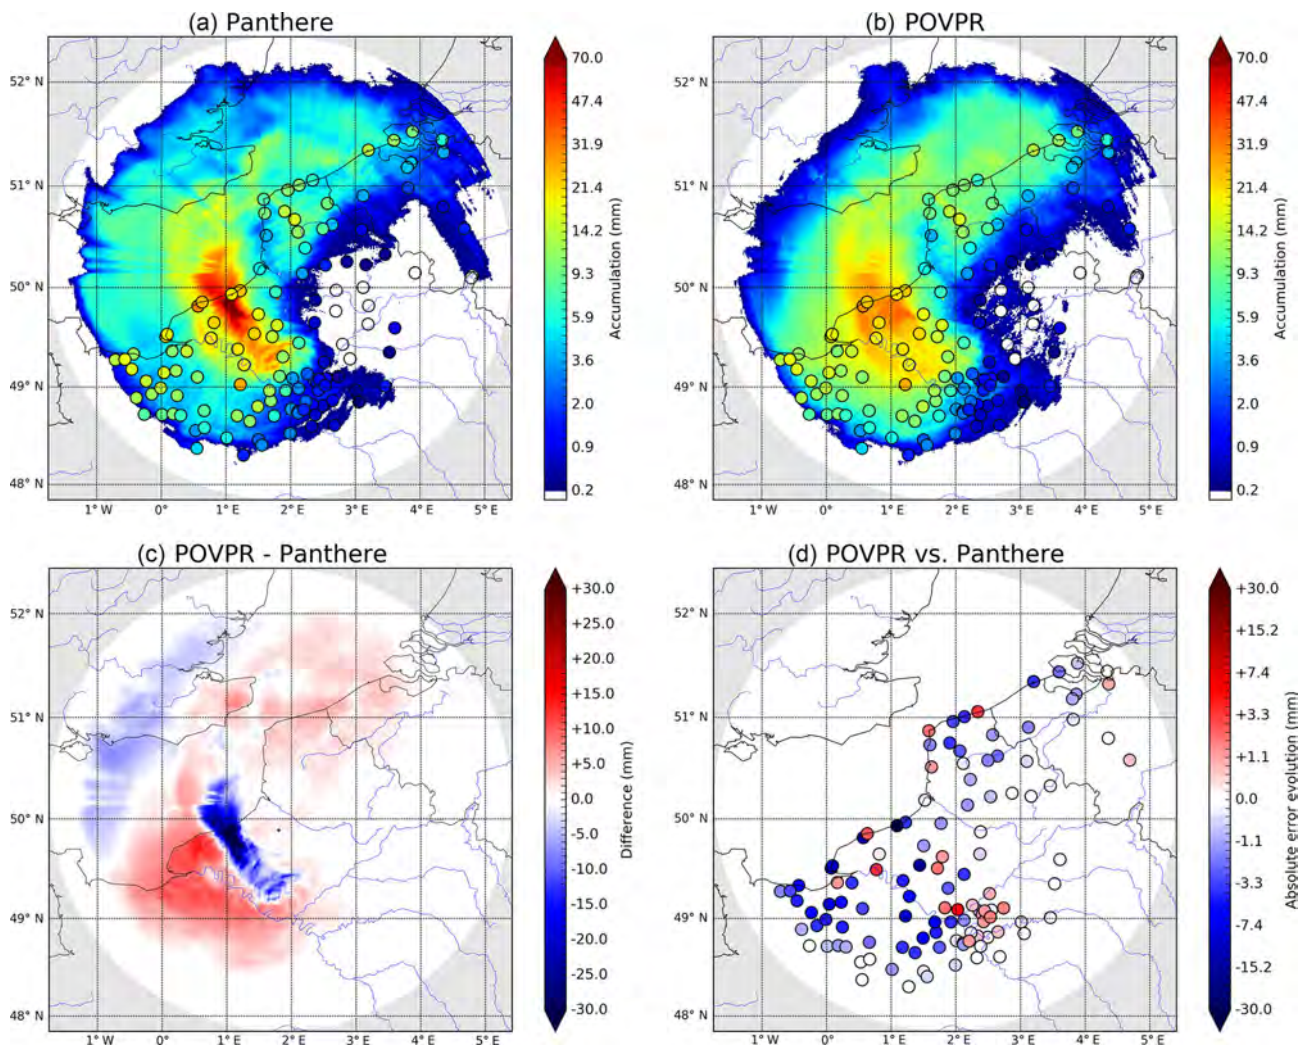 (a) Panthere
(b) POVPR
52° N
51° N
50° N
49° N
48° N
1° W
0°
1° E
2° E
3° E
4° E
5° E
70.0
47.4
31.9
21.4
14.2
9.3
5.9
3.6
2.0
0.9
0.2
Accumulation (mm)
52° N
51° N
50° N
49° N
48° N
1° W
0°
1° E
2° E
3° E
4° E
5° E
70.0
47.4
31.9
21.4
14.2
9.3
5.9
3.6
2.0
0.9
0.2
Accumulation (mm)
(c) POVPR - Panthere
(d) POVPR vs. Panthere
52° N
51° N
50° N
49° N
48° N
1° W
0°
1° E
2° E
3° E
4° E
5° E
+30.0
+25.0
+20.0
+15.0
+10.0
+5.0
0.0
-5.0
-10.0
-15.0
-20.0
-25.0
-30.0
Difference (mm)
52° N
51° N
50° N
49° N
48° N
1° W
0°
1° E
2° E
3° E
4° E
5° E
+30.0
+15.2
+7.4
+3.3
+1.1
0.0
-1.1
-3.3
-7.4
-15.2
-30.0
Absolute error evolution (mm)